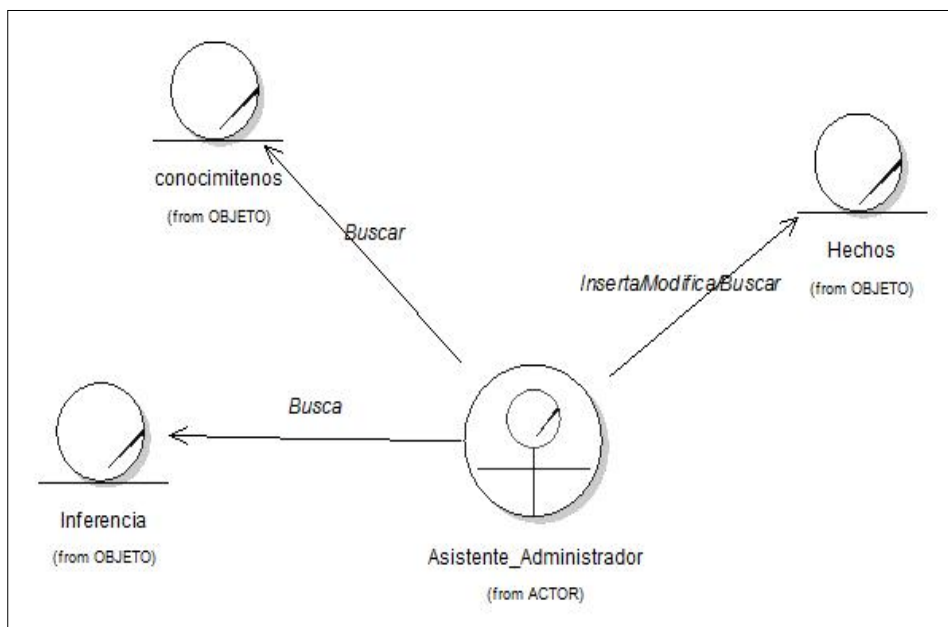 conocimitenos
(from OBJETO)
Buscar
Hechos
(from OBJETO)
Inserta/Modifica/Buscar
Busca
Inferencia
(from OBJETO)
Asistente_Administrador
(from ACTOR)